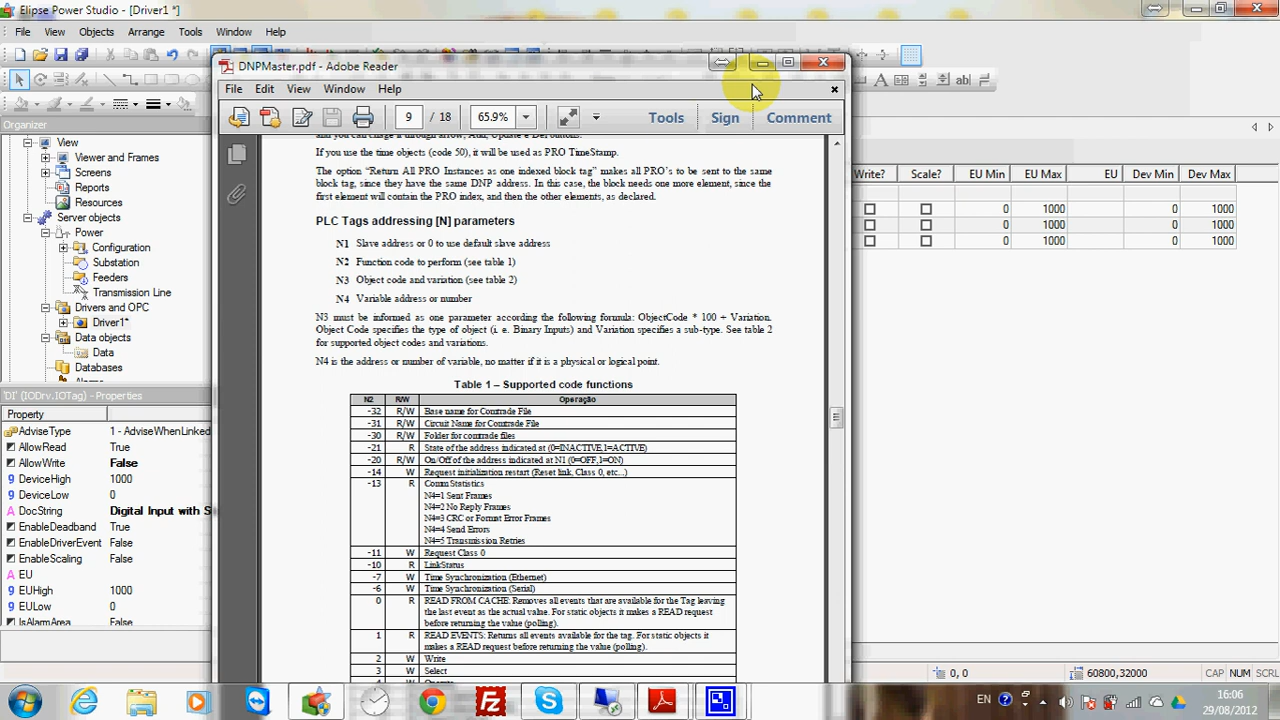 Elipse Power Studio - [Driver1 *]
File View Objects Arrange Tools Window Help
DNPMaster.pdf - Adobe Reader
File Edit View Window Help
9 / 18 65.9% Tools Sign Comment
Organizer
View
Viewer and Frames
Screens
Reports
Resources
Server objects
Power
Configuration
Substation
Feeders
Transmission Line
Drivers and OPC
Driver1*
Data objects
Data
Databases
'DI' (IODrv.IOTag) - Properties
Property
AdviseType 1 - AdviseWhenLinked
AllowRead True
AllowWrite False
DeviceHigh 1000
DeviceLow 0
DocString Digital Input with S
EnableDeadband True
EnableDriverEvent False
EnableScaling False
EU
EUHigh 1000
EULow 0
IsAlarmArea False
If you use the time objects (code 50), it will be used as PRO TimeStamp.
The option “Return All PRO Instances as one indexed block tag” makes all PRO’s to be sent to the same
block tag, since they have the same DNP address. In this case, the block needs one more element, since the
first element will contain the PRO index, and then the other elements, as declared.
PLC Tags addressing [N] parameters
N1 Slave address or 0 to use default slave address
N2 Function code to perform (see table 1)
N3 Object code and variation (see table 2)
N4 Variable address or number
N3 must be informed as one parameter according the following formula: ObjectCode * 100 + Variation.
Object Code specifies the type of object (i. e. Binary Inputs) and Variation specifies a sub-type. See table 2
for supported object codes and variations.
N4 is the address or number of variable, no matter if it is a physical or logical point.
Table 1 – Supported code functions
N2 R/W Operação
-32 R/W Base name for Comtrade File
-31 R/W Circuit Name for Comtrade File
-30 R/W Folder for comtrade files
-21 R State of the address indicated at (0=INACTIVE,1=ACTIVE)
-20 R/W On/Off of the address indicated at N1 (0=OFF,1=ON)
-14 W Request initialization restart (Reset link, Class 0, etc...)
-13 R Comm Statistics
N4=1 Sent Frames
N4=2 No Reply Frames
N4=3 CRC or Format Error Frames
N4=4 Send Errors
N4=5 Transmission Retries
-11 W Request Class 0
-10 R LinkStatus
-7 W Time Synchronization (Ethernet)
-6 W Time Synchronization (Serial)
0 R READ FROM CACHE: Removes all events that are available for the Tag leaving
the last event as the actual value. For static objects it makes a READ request
before returning the value (polling).
1 R READ EVENTS: Returns all events available for the tag. For static objects it
makes a READ request before returning the value (polling).
2 W Write
3 W Select
Write? Scale? EU Min EU Max EU Dev Min Dev Max
0 1000 0 1000
0 1000 0 1000
0 1000 0 1000
0, 0 60800,32000 CAP NUM SCRL
EN 16:06
29/08/2012